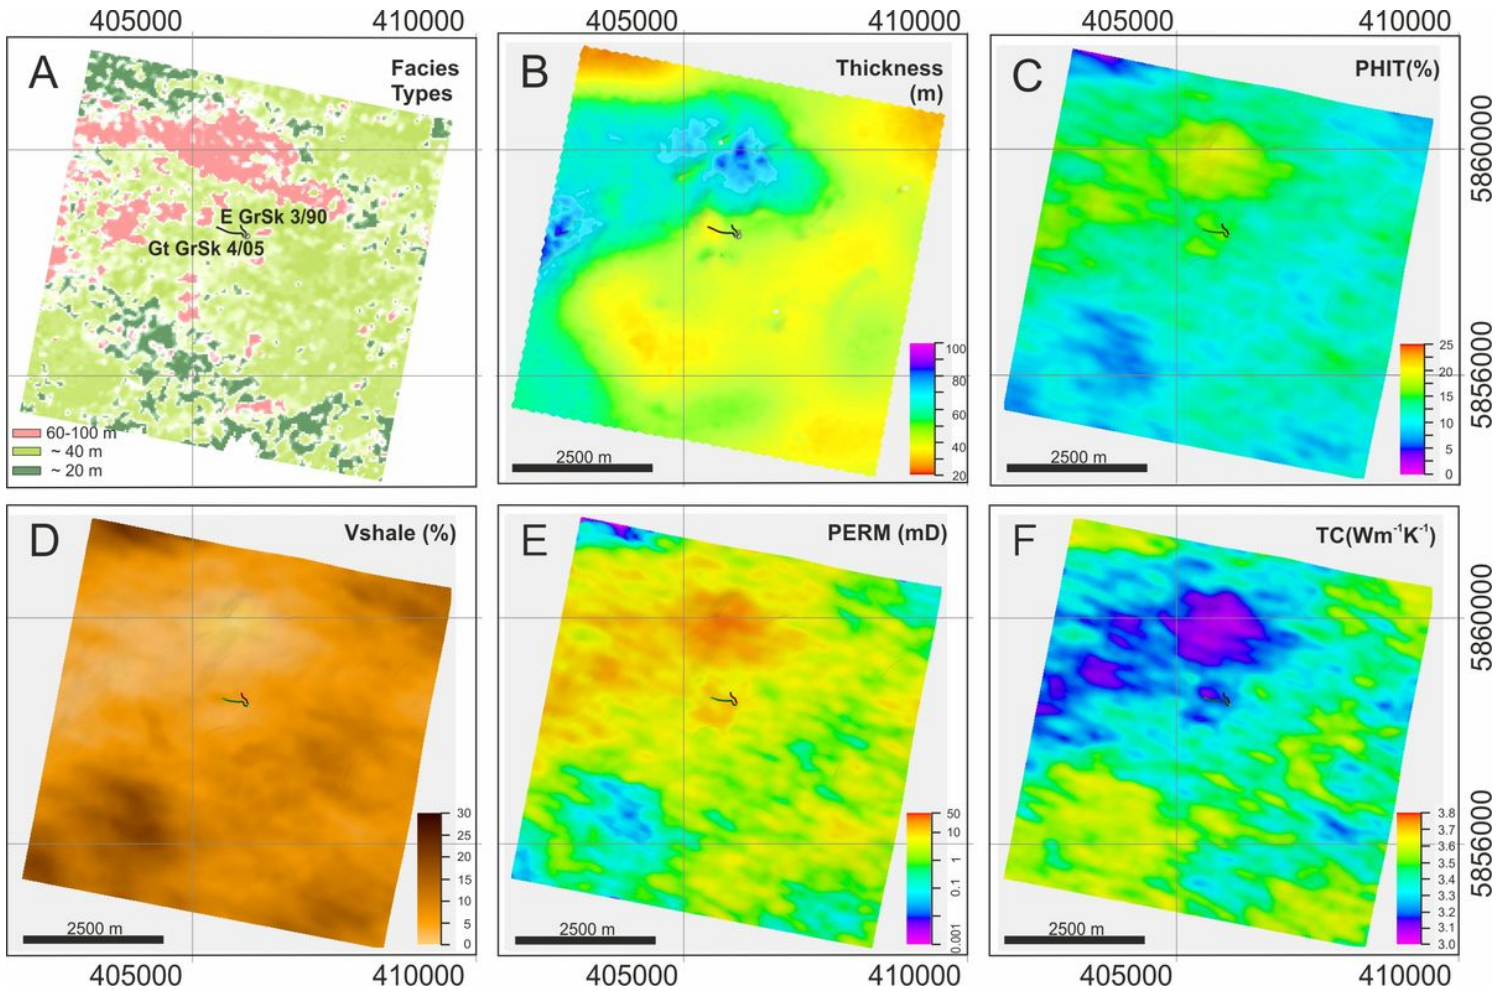 405000 410000 405000 410000 405000 410000
A
Facies
Types
E GrSk 3/90
Gt GrSk 4/05
60-100 m
~ 40 m
~ 20 m
B
Thickness
(m)
100
80
60
40
20
2500 m
C
PHIT(%)
25
20
15
10
5
0
2500 m
5860000
5856000
D
Vshale (%)
30
25
20
15
10
5
0
2500 m
E
PERM (mD)
50
10
1
0.1
0.001
2500 m
F
TC(Wm⁻¹K⁻¹)
3.8
3.7
3.6
3.5
3.4
3.3
3.2
3.1
3.0
2500 m
5860000
5856000
405000 410000 405000 410000 405000 410000